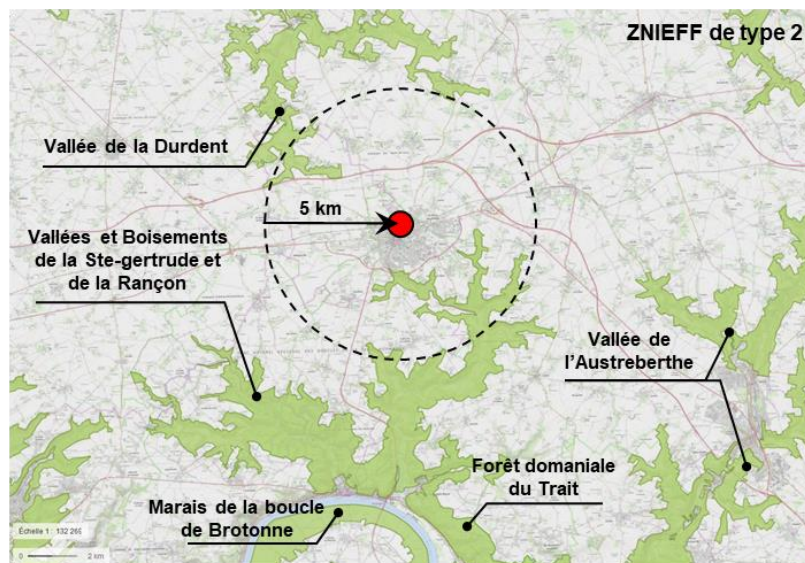 ZNIEFF de type 2
Vallée de la Durdent
5 km
Vallées et Boisements
de la Ste-gertrude et
de la Rançon
Vallée de
l'Austreberthe
Forêt domaniale
du Trait
Marais de la boucle
de Brotonne
Échelle 1 : 132 266
0 2 km